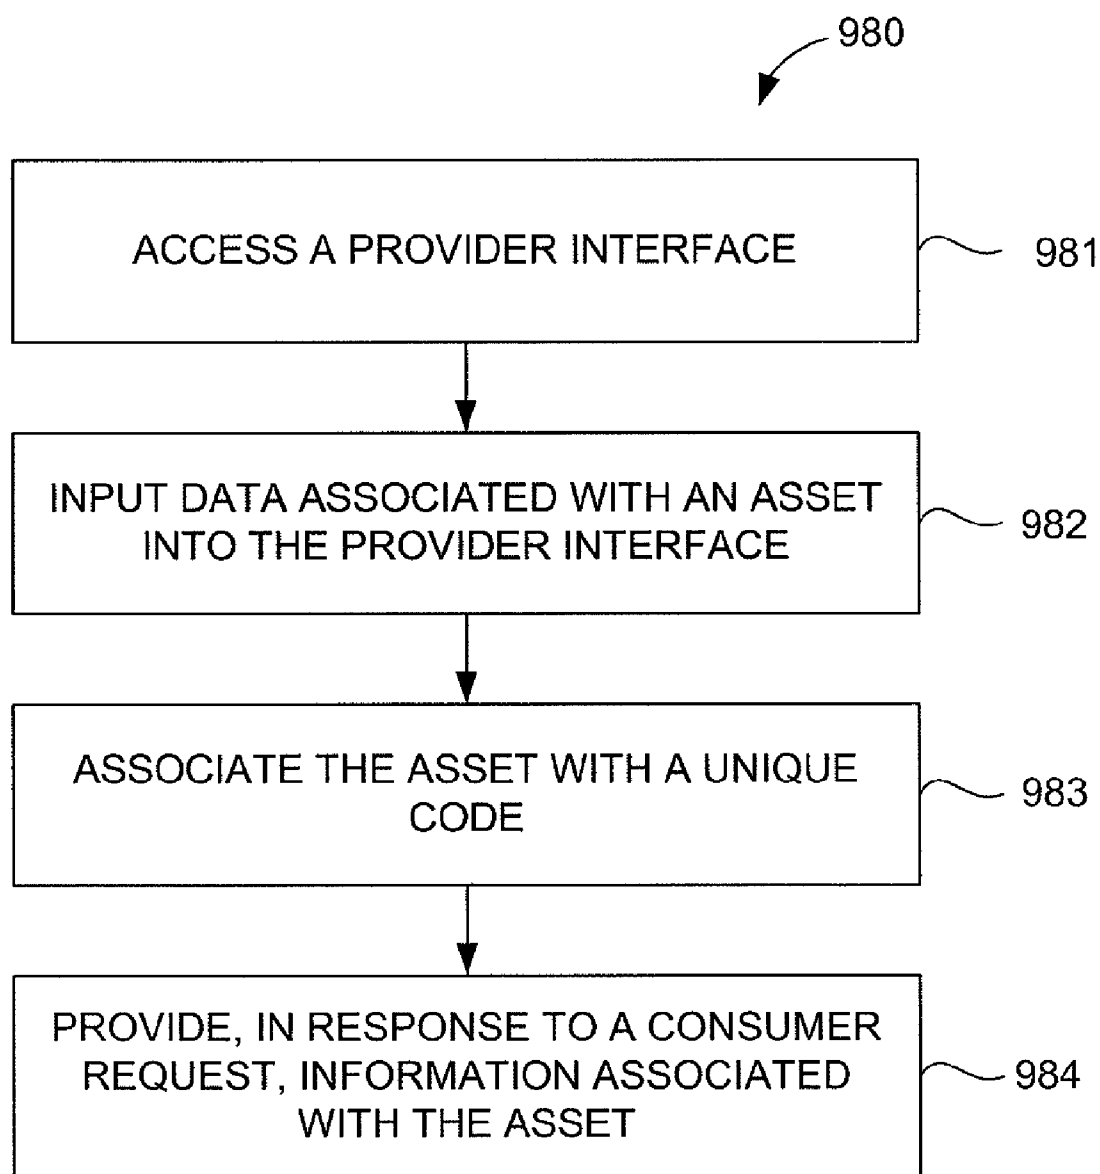 980
ACCESS A PROVIDER INTERFACE
981
INPUT DATA ASSOCIATED WITH AN ASSET
INTO THE PROVIDER INTERFACE
982
ASSOCIATE THE ASSET WITH A UNIQUE
CODE
983
PROVIDE, IN RESPONSE TO A CONSUMER
REQUEST, INFORMATION ASSOCIATED
WITH THE ASSET
984